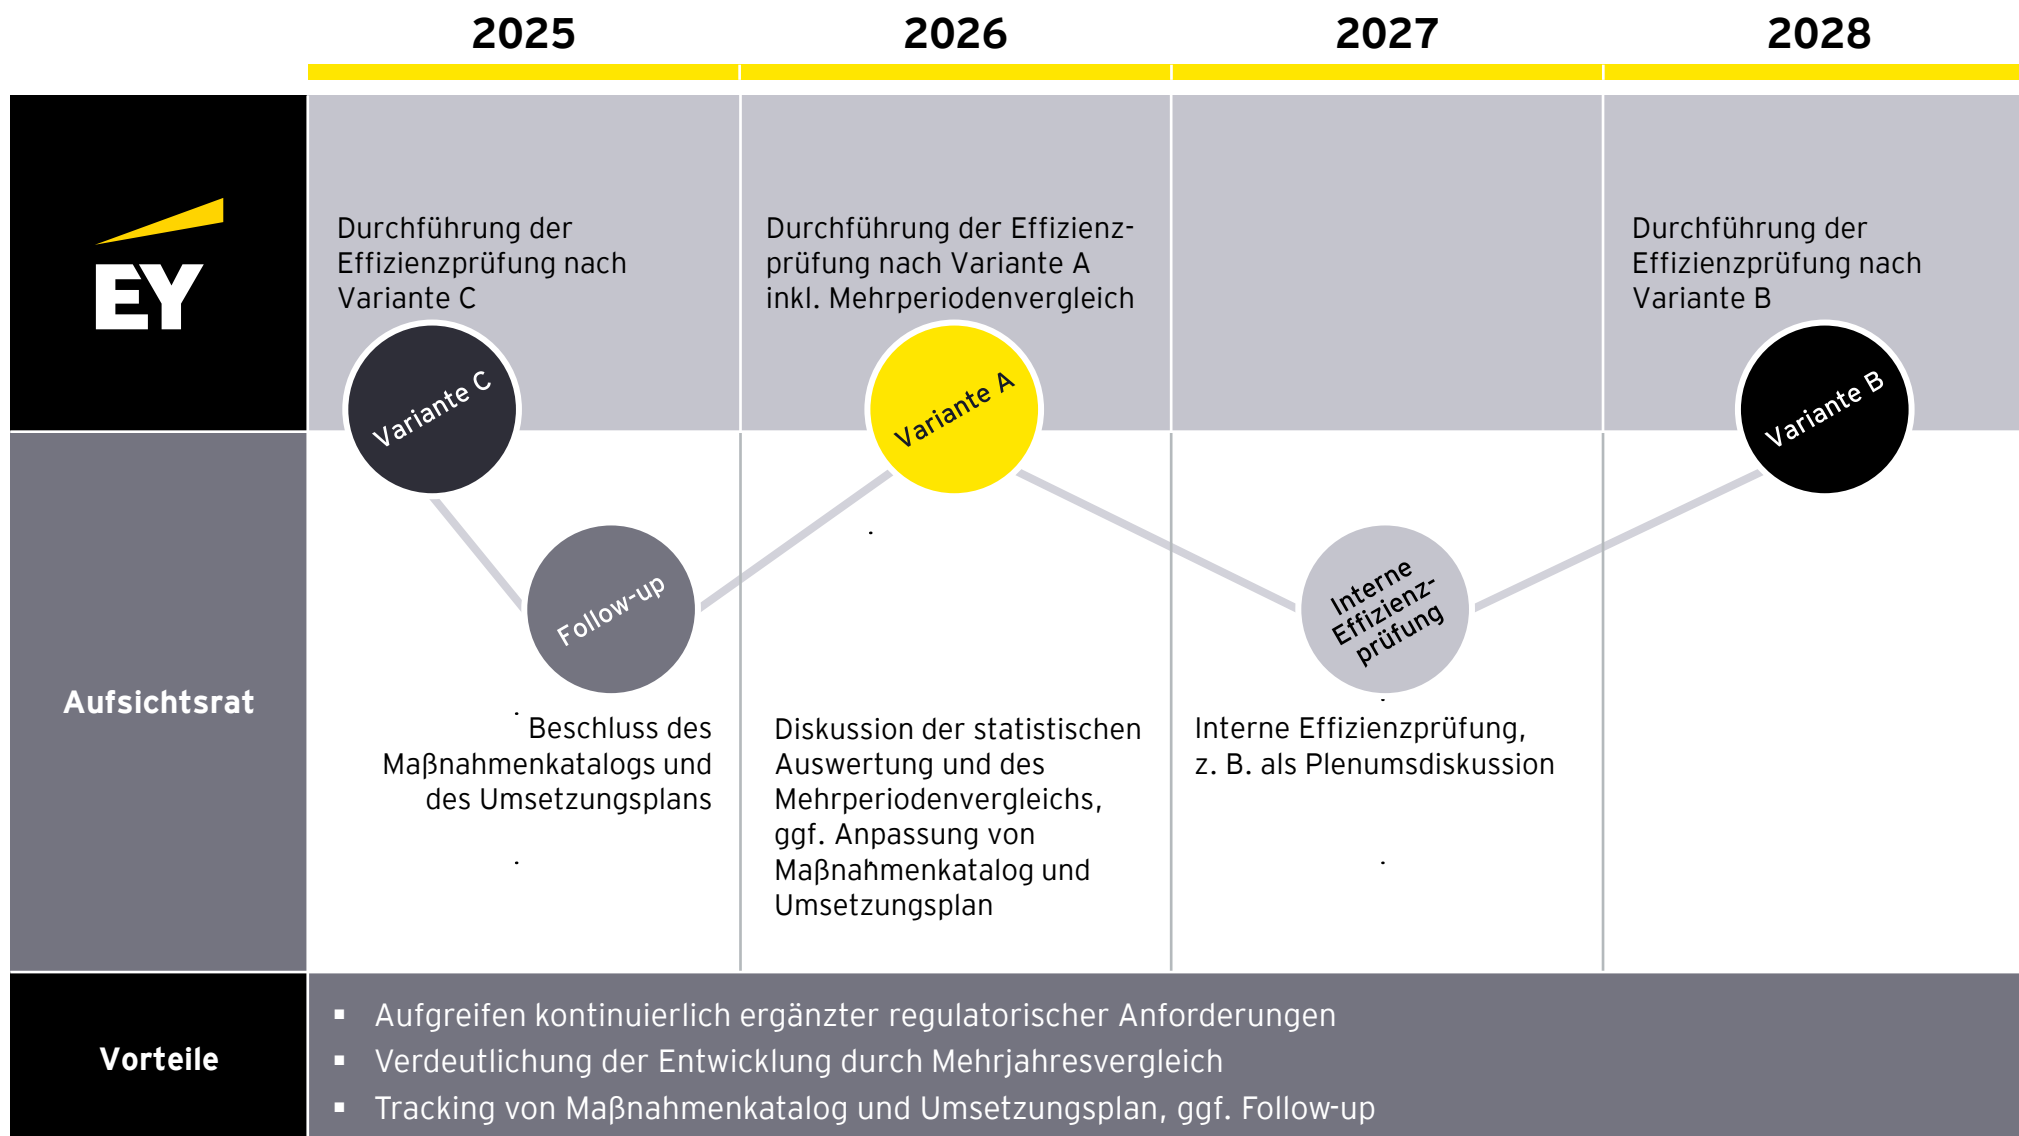 2025
2026
2027
2028
EY
Durchführung der
Effizienzprüfung nach
Variante C
Durchführung der Effizienz-
prüfung nach Variante A
inkl. Mehrperiodenvergleich
Durchführung der
Effizienzprüfung nach
Variante B
Variante C
Variante A
Variante B
Aufsichtsrat
Follow-up
Interne
Effizienz-
prüfung
Beschluss des
Maßnahmenkatalogs und
des Umsetzungsplans
Diskussion der statistischen
Auswertung und des
Mehrperiodenvergleichs,
ggf. Anpassung von
Maßnahmenkatalog und
Umsetzungsplan
Interne Effizienzprüfung,
z. B. als Plenumsdiskussion
Vorteile
▪ Aufgreifen kontinuierlich ergänzter regulatorischer Anforderungen
▪ Verdeutlichung der Entwicklung durch Mehrjahresvergleich
▪ Tracking von Maßnahmenkatalog und Umsetzungsplan, ggf. Follow-up